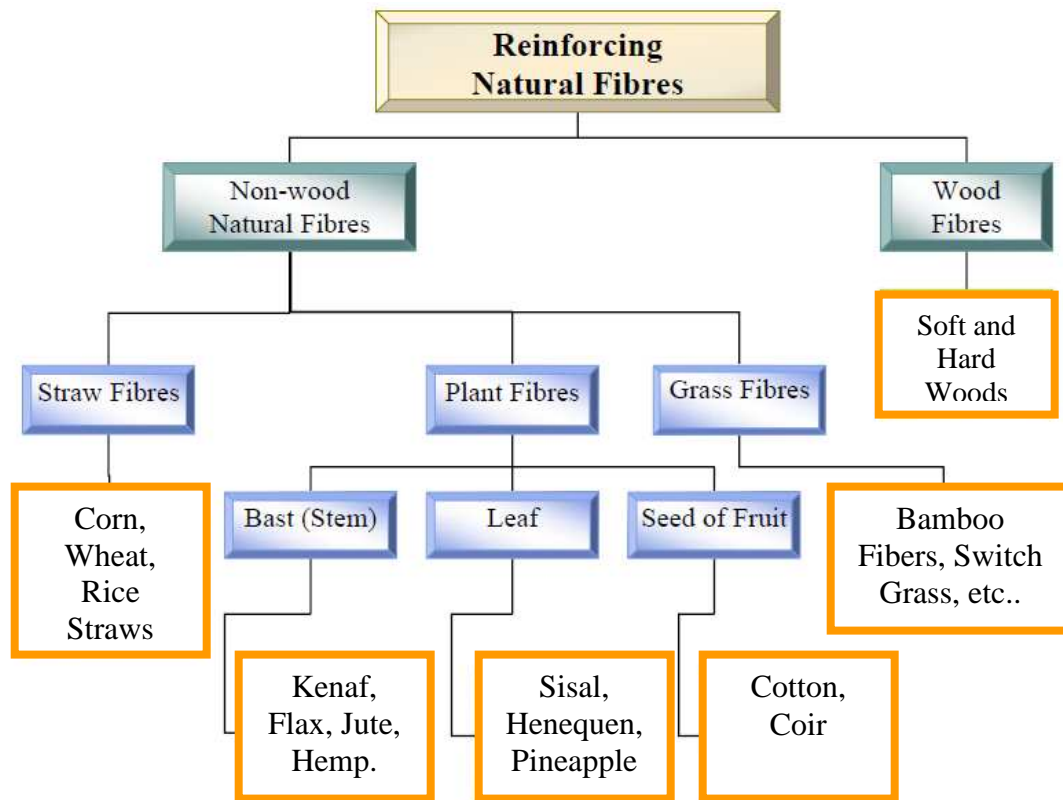 Reinforcing
Natural Fibres
Non-wood
Natural Fibres
Wood
Fibres
Soft and
Hard
Woods
Straw Fibres
Plant Fibres
Grass Fibres
Corn,
Wheat,
Rice
Straws
Bast (Stem)
Leaf
Seed of Fruit
Bamboo
Fibers, Switch
Grass, etc..
Kenaf,
Flax, Jute,
Hemp.
Sisal,
Henequen,
Pineapple
Cotton,
Coir